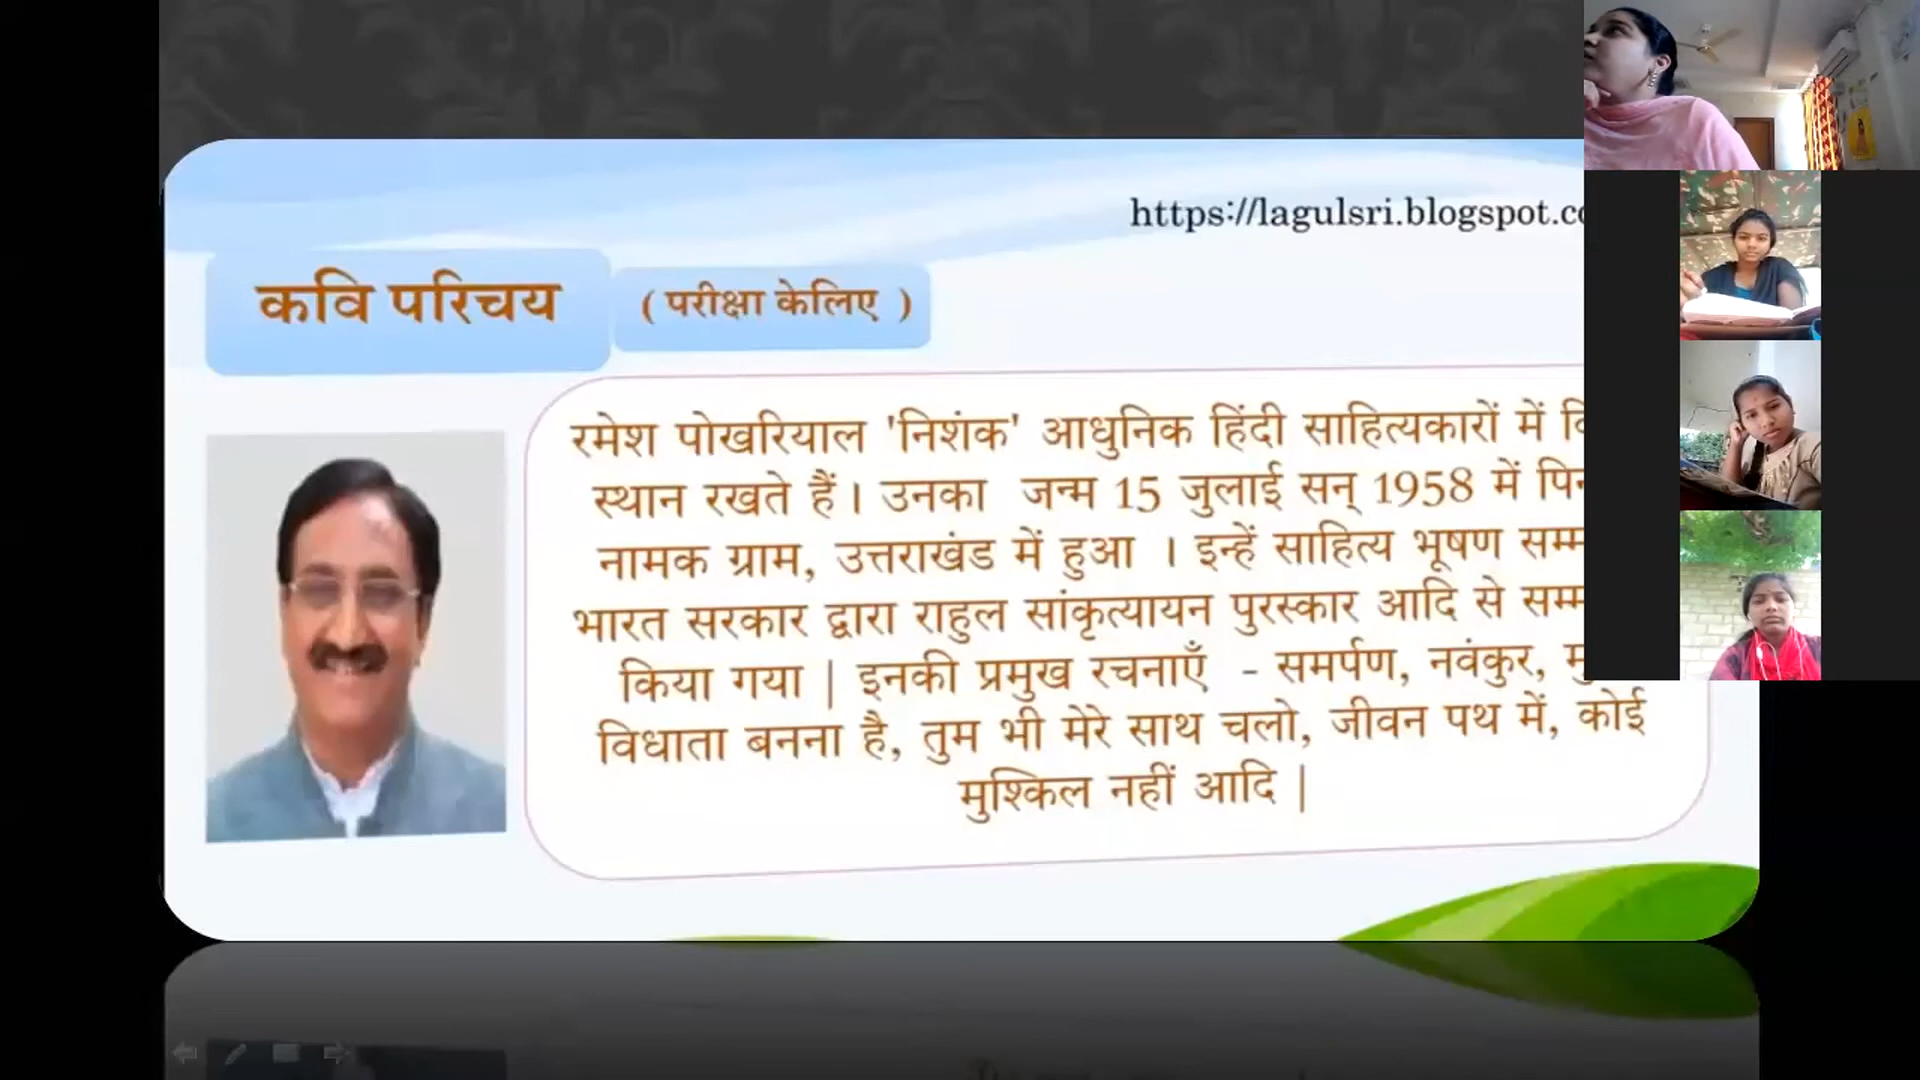 https://lagulsri.blogspot.
कवि परिचय
( परीक्षा केलिए )
रमेश पोखरियाल 'निशंक' आधुनिक हिंदी साहित्यकारों में
स्थान रखते हैं। उनका जन्म 15 जुलाई सन् 1958 में
नामक ग्राम, उत्तराखंड में हुआ । इन्हें साहित्य भूषण
भारत सरकार द्वारा राहुल सांकृत्यायन पुरस्कार आदि से
किया गया | इनकी प्रमुख रचनाएँ - समर्पण, नवंकुर,
विधाता बनना है, तुम भी मेरे साथ चलो, जीवन पथ में, कोई
मुश्किल नहीं आदि |